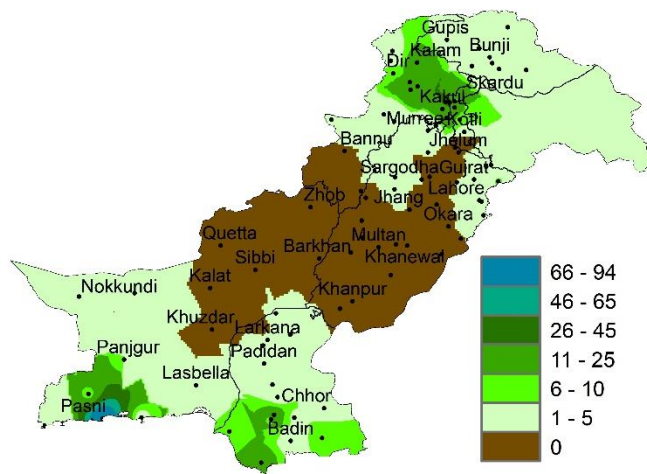 Gupis
Kalam
Bunji
Dir
Skardu
Kakul
Murree
Kotli
Bannu
Jhelum
Sargodha
Gujrat
Zhob
Jhang
Lahore
Okara
Quetta
Multan
Barkhan
Khanewal
Sibbi
Kalat
Nokkundi
Khanpur
Khuzdar
Larkana
Panjgur
Padidan
Lasbella
Chhor
Pasni
Badin
66 - 94
46 - 65
26 - 45
11 - 25
6 - 10
1 - 5
0